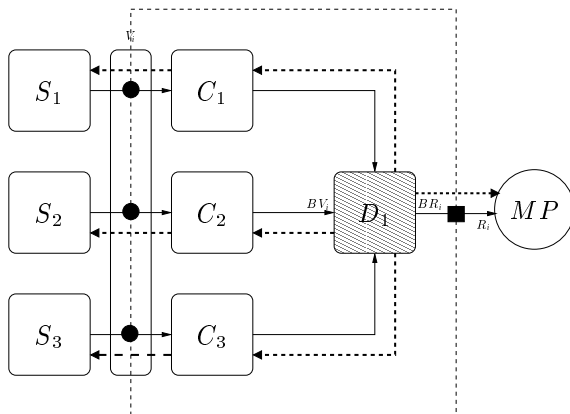 V_i
S_1
C_1
S_2
C_2
BV_i
D_1
BR_i
R_i
MP
S_3
C_3